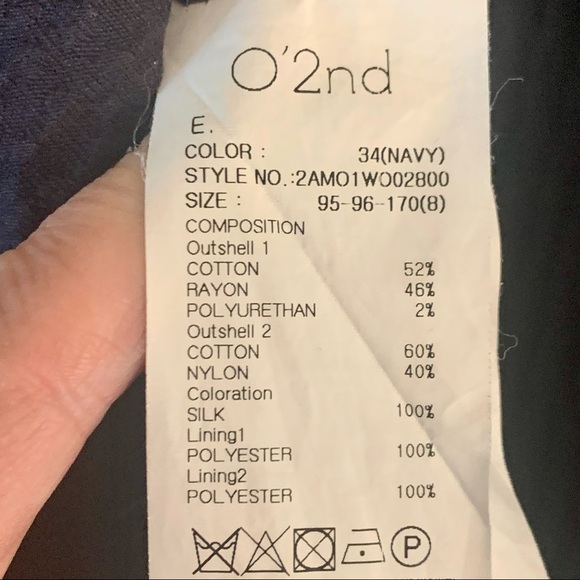 O'2nd
E.
COLOR : 34(NAVY)
STYLE NO.:2AMO1WO02800
SIZE : 95-96-170(8)
COMPOSITION
Outshell 1
COTTON 52%
RAYON 46%
POLYURETHAN 2%
Outshell 2
COTTON 60%
NYLON 40%
Coloration
SILK 100%
Lining1
POLYESTER 100%
Lining2
POLYESTER 100%
P